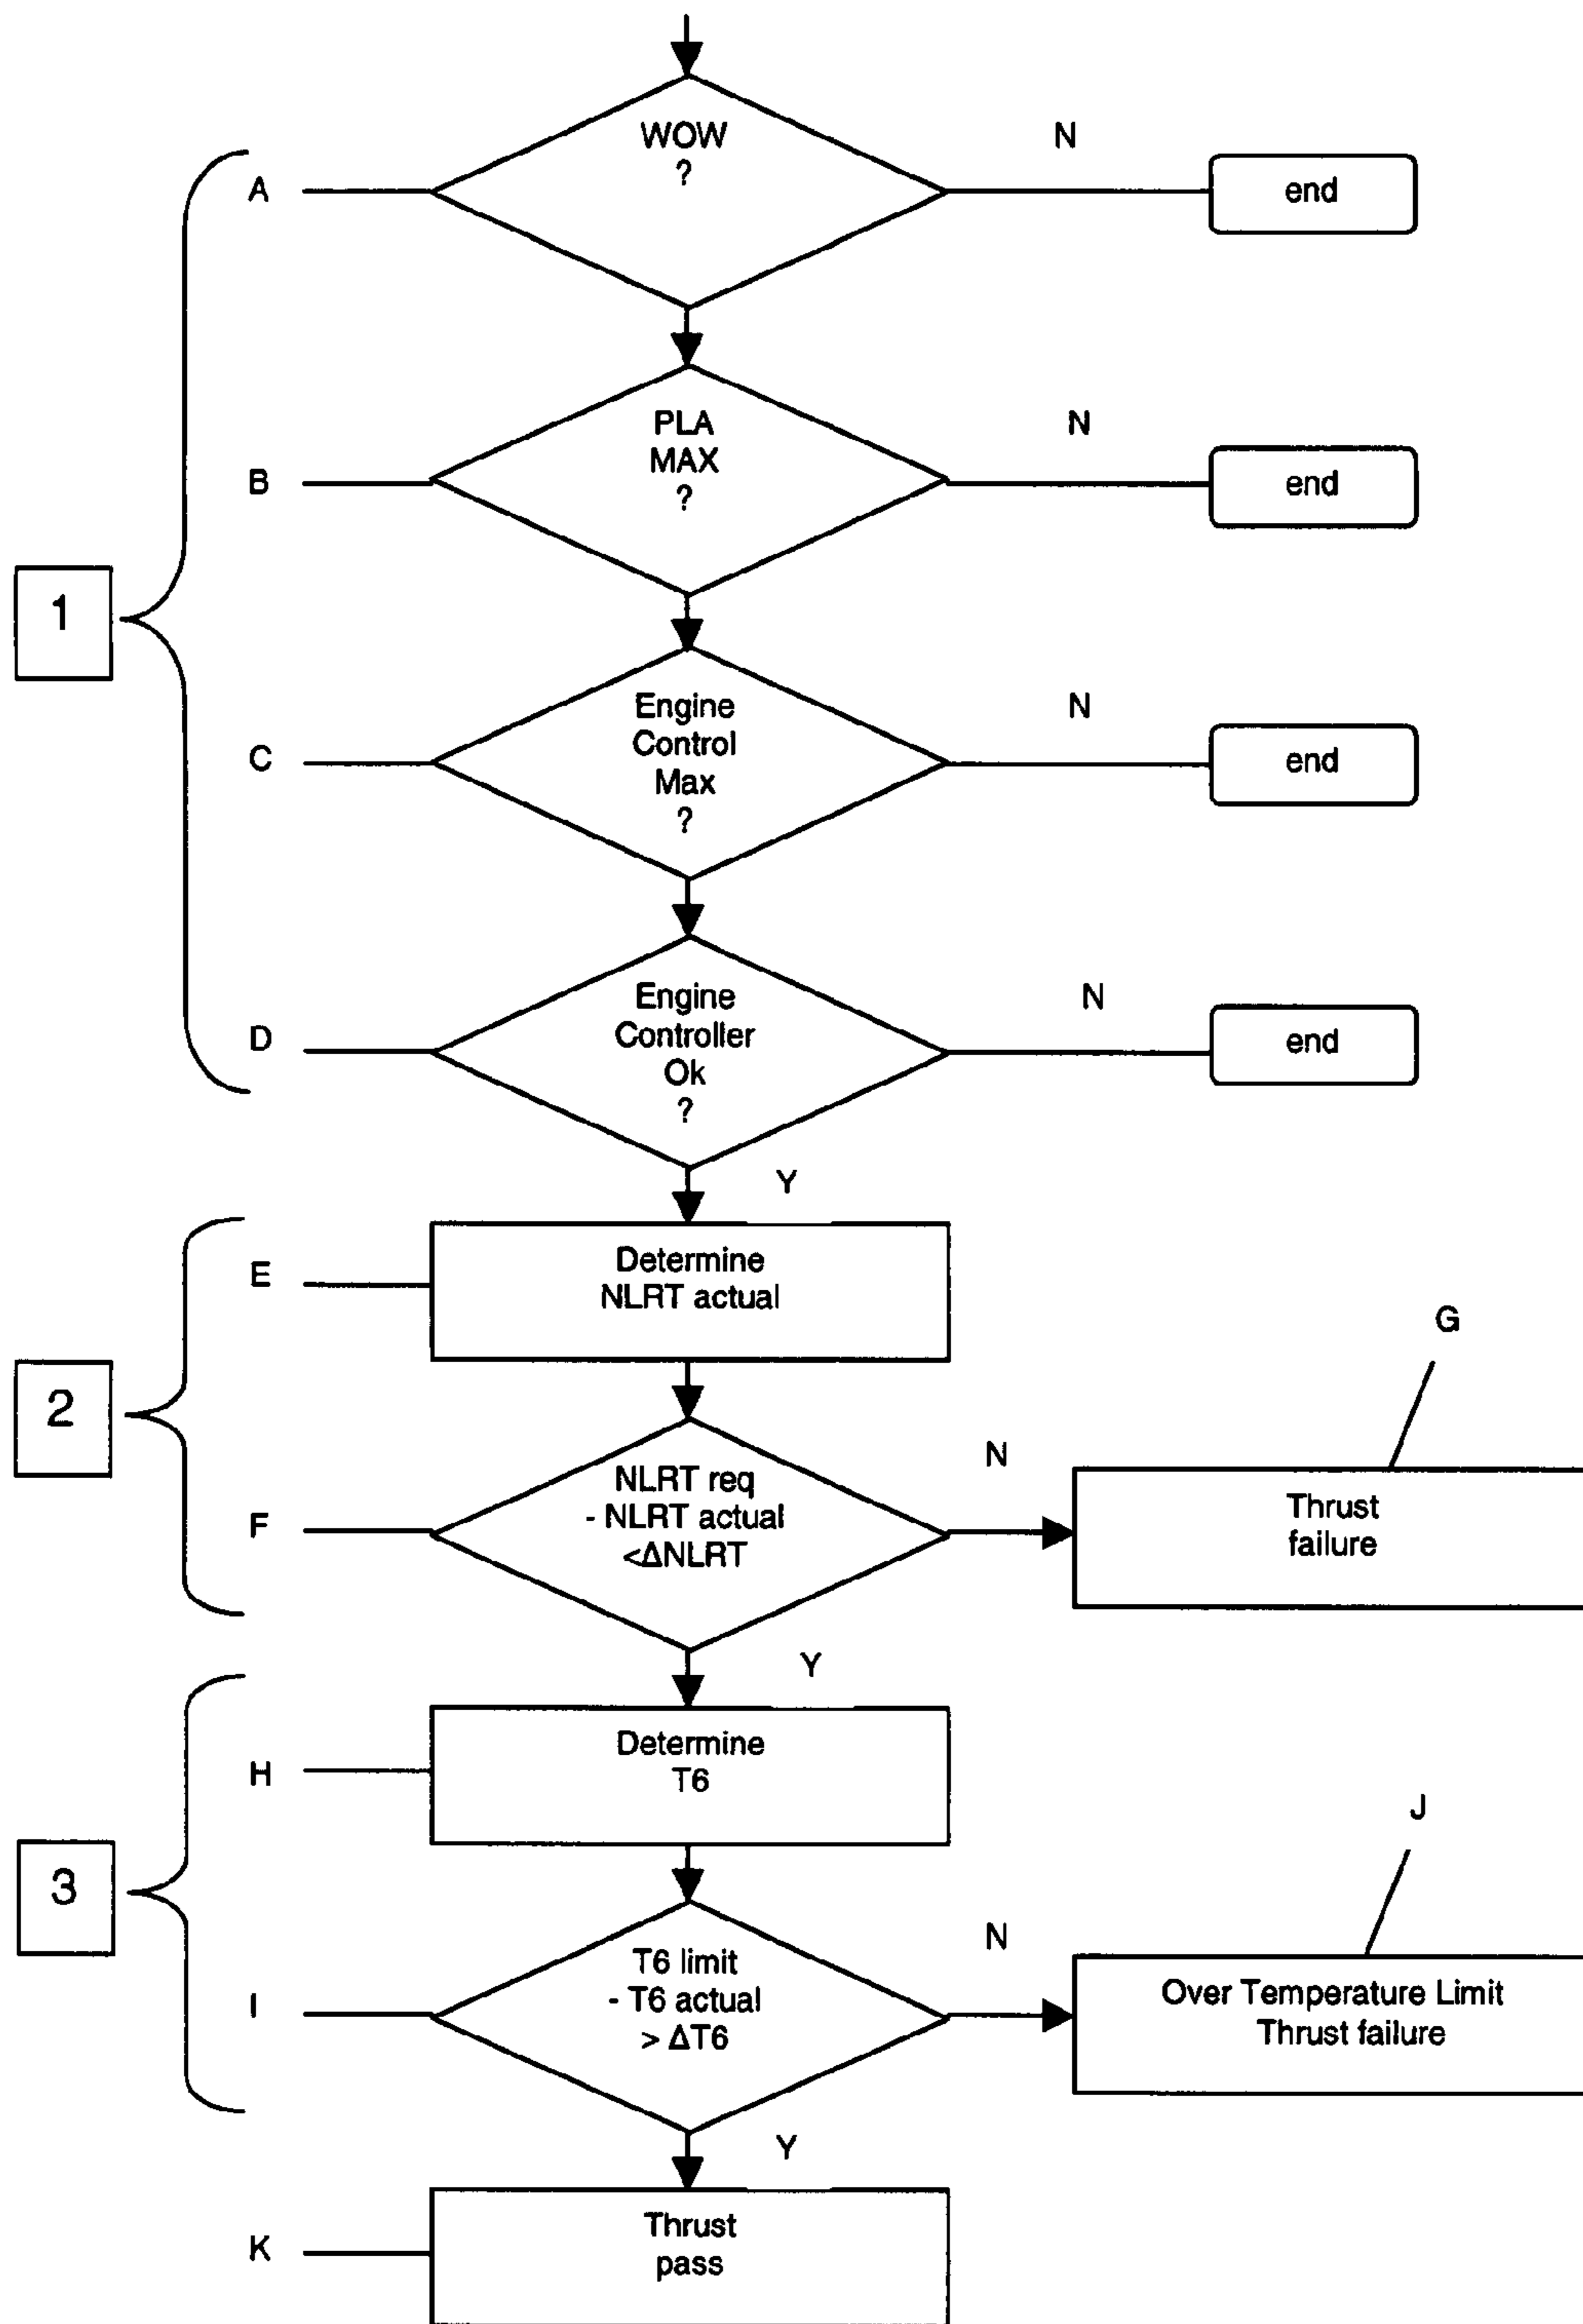 WOW
?
N
end
A
PLA
MAX
?
N
end
B
1
Engine
Control
Max
?
N
end
C
Engine
Controller
Ok
?
N
end
D
Y
Determine
NLRT actual
E
G
2
NLRT req
- NLRT actual
<ΔNLRT
N
Thrust
failure
F
Y
Determine
T6
H
J
3
T6 limit
- T6 actual
> ΔT6
N
Over Temperature Limit
Thrust failure
I
Y
Thrust
pass
K